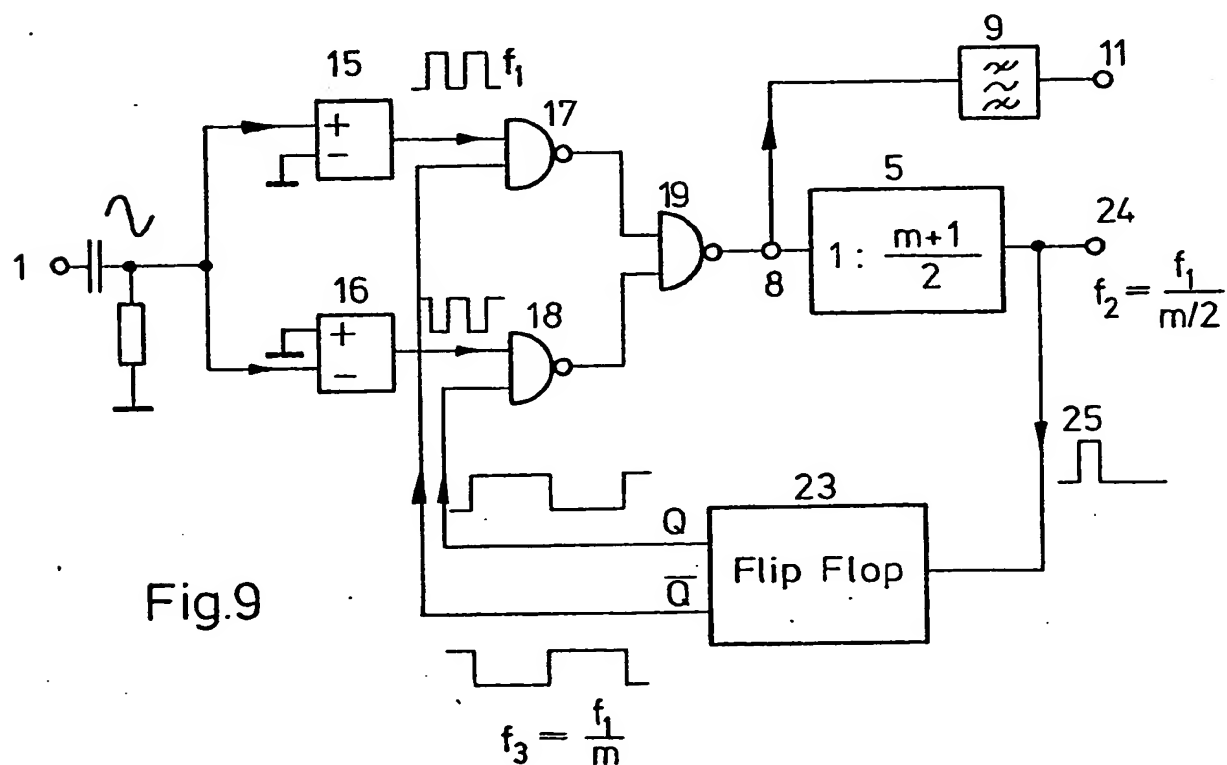 9
11
15
f₁
17
+
−
5
19
24
1 : (m+1)/2
1
8
f₂ = f₁/(m/2)
16
18
+
−
25
23
Q
Flip Flop
Q̅
Fig.9
f₃ = f₁/m